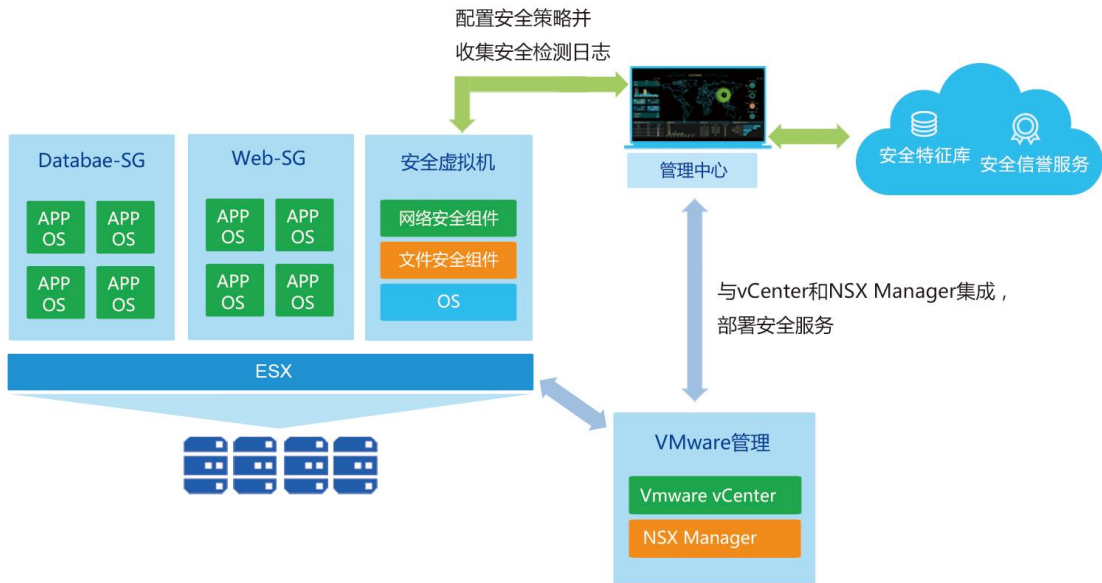 配置安全策略并
收集安全检测日志
Databae-SG
APP
OS
APP
OS
APP
OS
APP
OS
Web-SG
APP
OS
APP
OS
APP
OS
APP
OS
安全虚拟机
网络安全组件
文件安全组件
OS
ESX
管理中心
安全特征库
安全信誉服务
与vCenter和NSX Manager集成，
部署安全服务
VMware管理
Vmware vCenter
NSX Manager